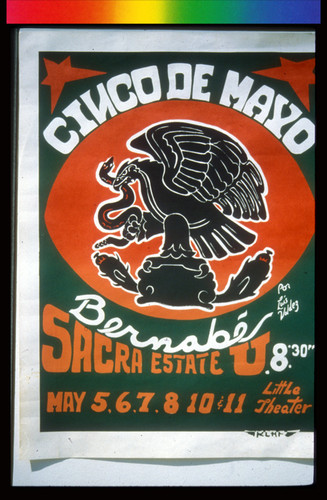 CINCO DE MAYO
Bernabé
Por
Luis
Valdez
SACRA ESTATE U. 8:30"
MAY 5, 6, 7, 8 10 & 11
Little
Theater